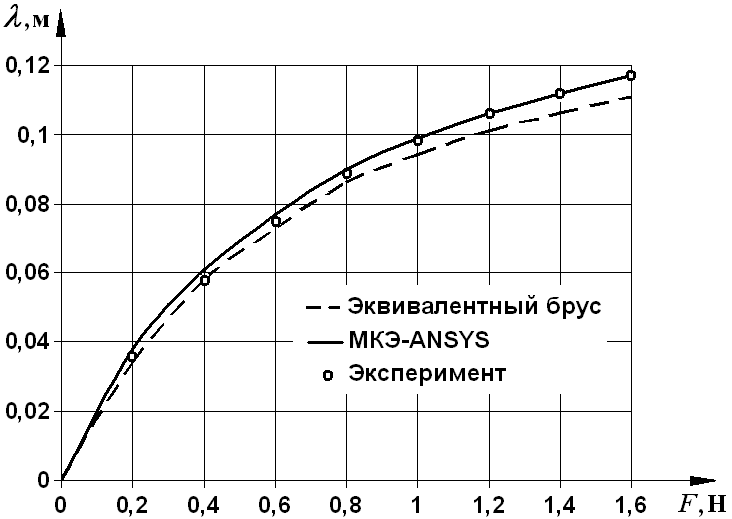 λ, м
0,12
0,1
0,08
0,06
0,04
0,02
0
Эквивалентный брус
МКЭ-ANSYS
Эксперимент
0 0,2 0,4 0,6 0,8 1 1,2 1,4 1,6 F, Н